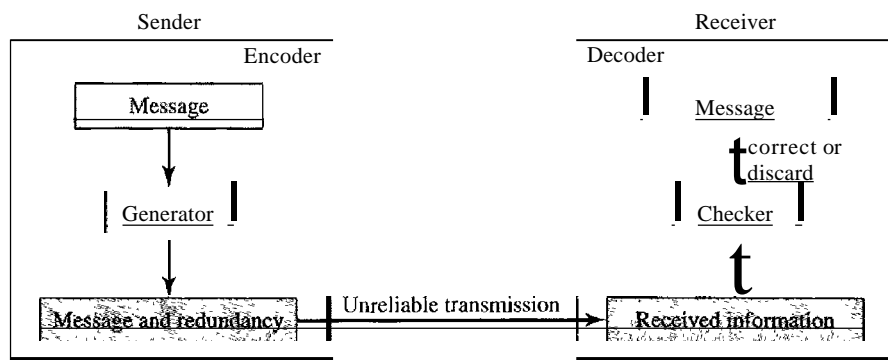 Sender
Receiver
Encoder
Decoder
Message
Message
t correct or
discard
Generator
Checker
t
Message and redundancy
Unreliable transmission
Received information